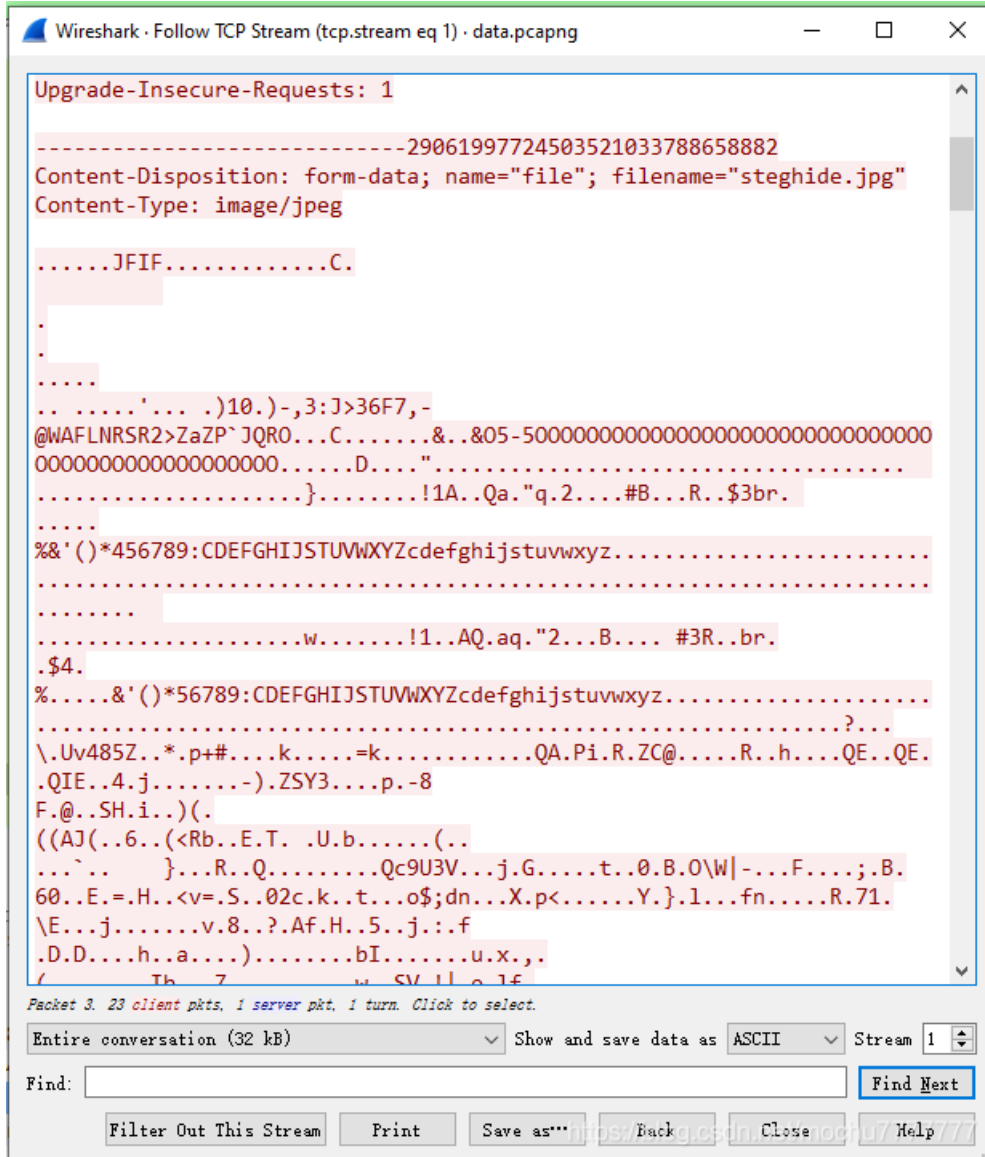 Wireshark · Follow TCP Stream (tcp.stream eq 1) · data.pcapng
Upgrade-Insecure-Requests: 1
-----------------------------290619977245035210337886588​82
Content-Disposition: form-data; name="file"; filename="steghide.jpg"
Content-Type: image/jpeg
......JFIF.............C.
.
.
.....
.. .....'... .)10.)-,3:J>36F7,-
@WAFLNRSR2>ZaZP`JQRO...C.......&..&O5-5OOOOOOOOOOOOOOOOOOOOOOOOOOOOOOO
OOOOOOOOOOOOOOOOOOO......D....".....................................
.....................}........!1A..Qa."q.2....#B...R..$3br.
.....
%&'()*456789:CDEFGHIJSTUVWXYZcdefghijstuvwxyz.........................
......................................................................
........
.....................w.......!1..AQ.aq."2...B.... #3R..br.
.$4.
%.....&'()*56789:CDEFGHIJSTUVWXYZcdefghijstuvwxyz.....................
...............................................................?...
\.Uv485Z..*.p+#....k.....=k............QA.Pi.R.ZC@.....R..h....QE..QE.
.QIE..4.j.......-).ZSY3....p.-8
F.@..SH.i..)(.
((AJ(..6..(<Rb..E.T. .U.b......(..
...`.. }...R..Q.........Qc9U3V...j.G.....t..0.B.O\W|-...F....;.B.
60..E.=.H..<v=.S..02c.k..t...o$;dn...X.p<......Y.}.l...fn.....R.71.
\E...j.......v.8..?.Af.H..5..j.:.f
.D.D....h..a....)........bI.......u.x.,.
Packet 3. 23 client pkts, 1 server pkt, 1 turn. Click to select.
Entire conversation (32 kB) Show and save data as ASCII Stream 1
Find: Find Next
Filter Out This Stream Print Save as… Back Close Help